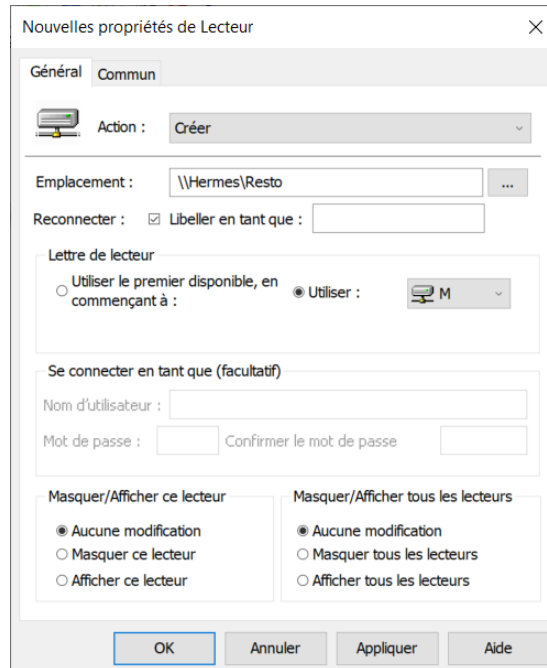 Nouvelles propriétés de Lecteur
Général Commun
Action : Créer
Emplacement : \\Hermes\Resto ...
Reconnecter : Libeller en tant que :
Lettre de lecteur
Utiliser le premier disponible, en
commençant à :
Utiliser : M
Se connecter en tant que (facultatif)
Nom d'utilisateur :
Mot de passe : Confirmer le mot de passe
Masquer/Afficher ce lecteur
Aucune modification
Masquer ce lecteur
Afficher ce lecteur
Masquer/Afficher tous les lecteurs
Aucune modification
Masquer tous les lecteurs
Afficher tous les lecteurs
OK Annuler Appliquer Aide